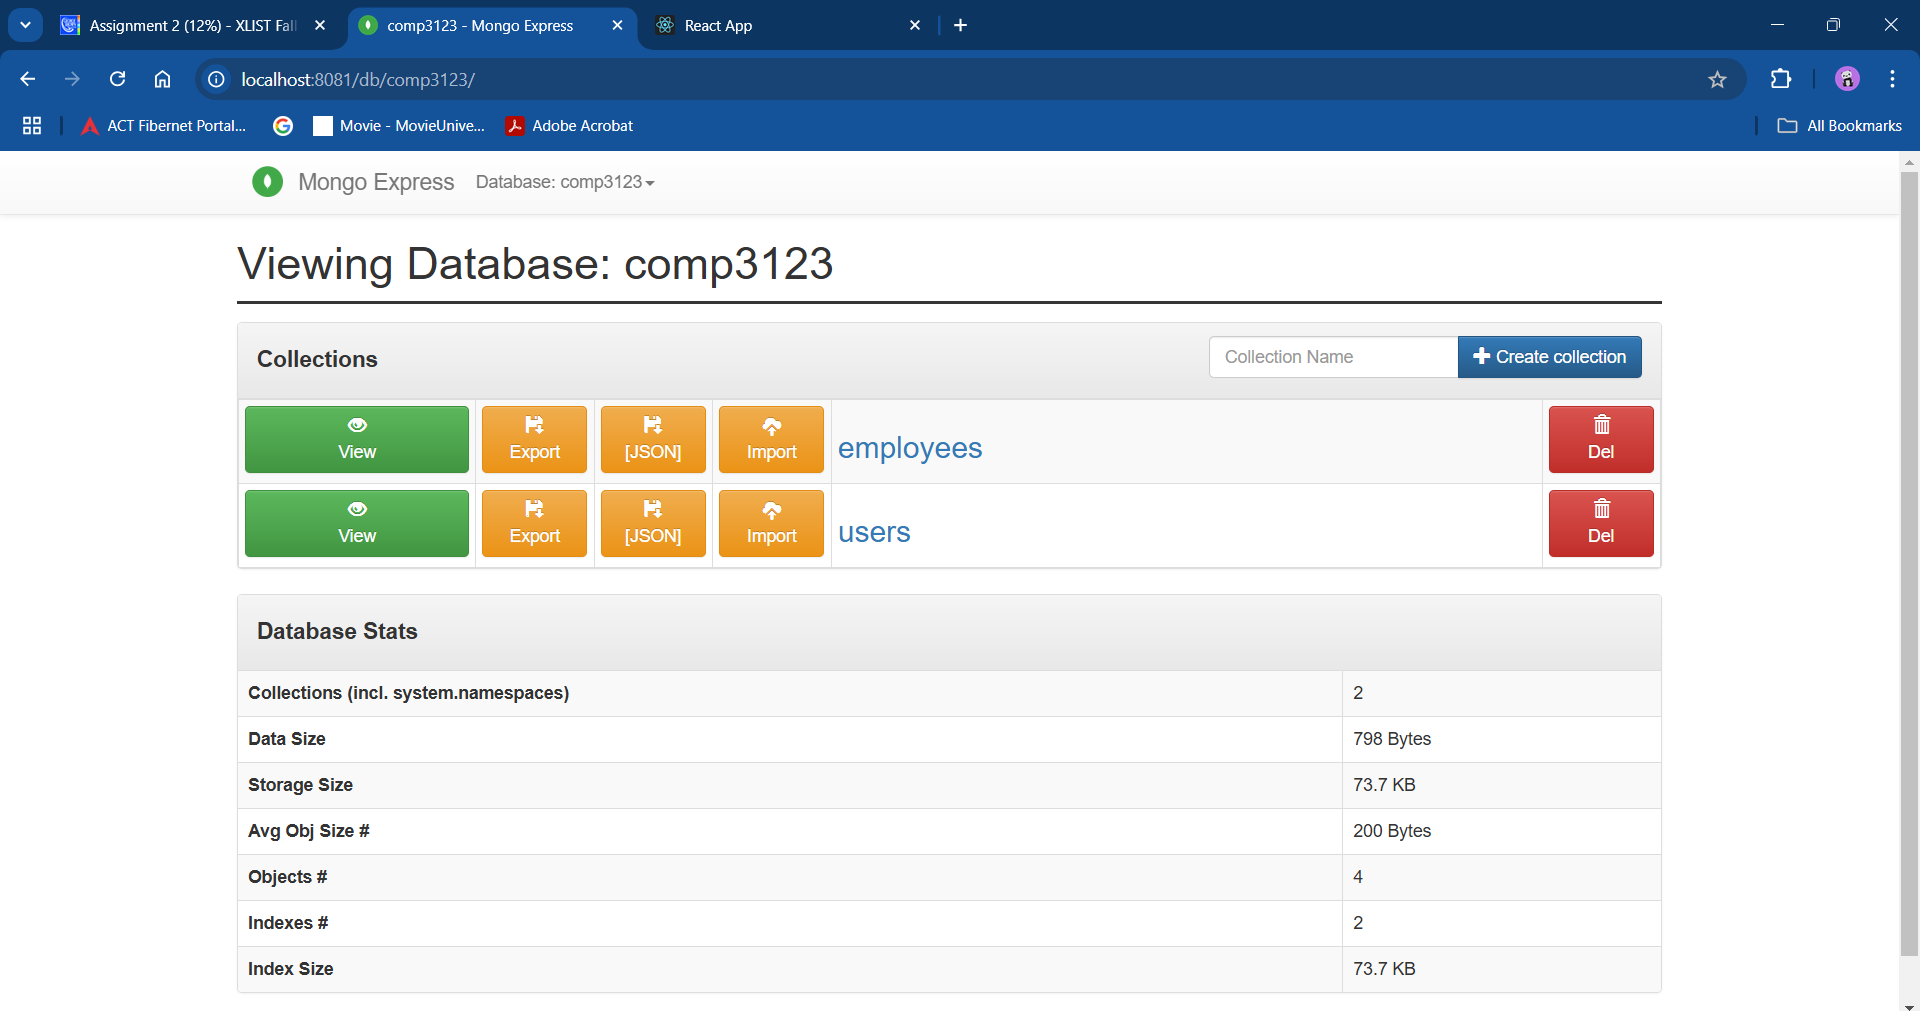 Assignment 2 (12%) - XLIST Fall
comp3123 - Mongo Express
React App
localhost:8081/db/comp3123/
ACT Fibernet Portal...
Movie - MovieUnive...
Adobe Acrobat
All Bookmarks
Mongo Express
Database: comp3123
Viewing Database: comp3123
Collections
Collection Name
Create collection
View
Export
[JSON]
Import
employees
Del
View
Export
[JSON]
Import
users
Del
Database Stats
Collections (incl. system.namespaces) 2
Data Size 798 Bytes
Storage Size 73.7 KB
Avg Obj Size # 200 Bytes
Objects # 4
Indexes # 2
Index Size 73.7 KB